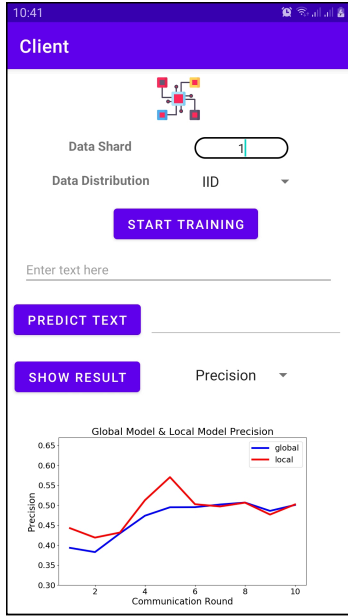 10:41
Client
Data Shard 1
Data Distribution IID
START TRAINING
Enter text here
PREDICT TEXT
SHOW RESULT Precision
Global Model & Local Model Precision
global
local
0.65
0.60
0.55
0.50
0.45
0.40
0.35
0.30
Precision
2 4 6 8 10
Communication Round